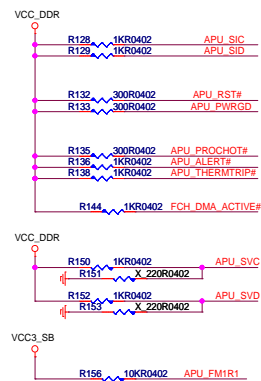 VCC_DDR
R128 1KR0402 APU_SIC
R129 1KR0402 APU_SID
R132 300R0402 APU_RST#
R133 300R0402 APU_PWRGD
R135 300R0402 APU_PROCHOT#
R136 1KR0402 APU_ALERT#
R138 1KR0402 APU_THERMTRIP#
R144 1KR0402 FCH_DMA_ACTIVE#
VCC_DDR
R150 1KR0402 APU_SVC
R151 X_220R0402
R152 1KR0402 APU_SVD
R153 X_220R0402
VCC3_SB
R156 10KR0402 APU_FM1R1